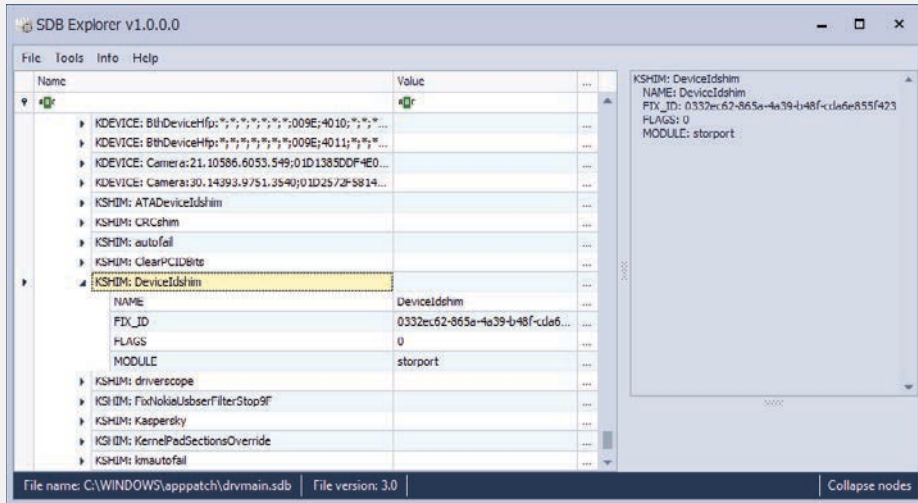 SDB Explorer v1.0.0.0
File Tools Info Help
Name Value ...
KDEVICE: BthDeviceHfp:*;*;*;*;*;*;*;009E;4010;*;*;*...
KDEVICE: BthDeviceHfp:*;*;*;*;*;*;*;009E;4011;*;*;*...
KDEVICE: Camera:21.10586.6053.549;01D1385DDF4E0...
KDEVICE: Camera:30.14393.9751.3540;01D2572F5814...
KSHIM: ATADeviceIdshim
KSHIM: CRCshim
KSHIM: autofail
KSHIM: ClearPCIDBits
KSHIM: DeviceIdshim
NAME DeviceIdshim
FIX_ID 0332ec62-865a-4a39-b48f-cda6...
FLAGS 0
MODULE storport
KSHIM: driverscope
KSHIM: FixNokiaUsbserFilterStop9F
KSHIM: Kaspersky
KSHIM: KernelPadSectionsOverride
KSHIM: kmautofail
KSHIM: DeviceIdshim
NAME: DeviceIdshim
FIX_ID: 0332ec62-865a-4a39-b48f-cda6e855f423
FLAGS: 0
MODULE: storport
File name: C:\WINDOWS\apppatch\drvmain.sdb File version: 3.0 Collapse nodes